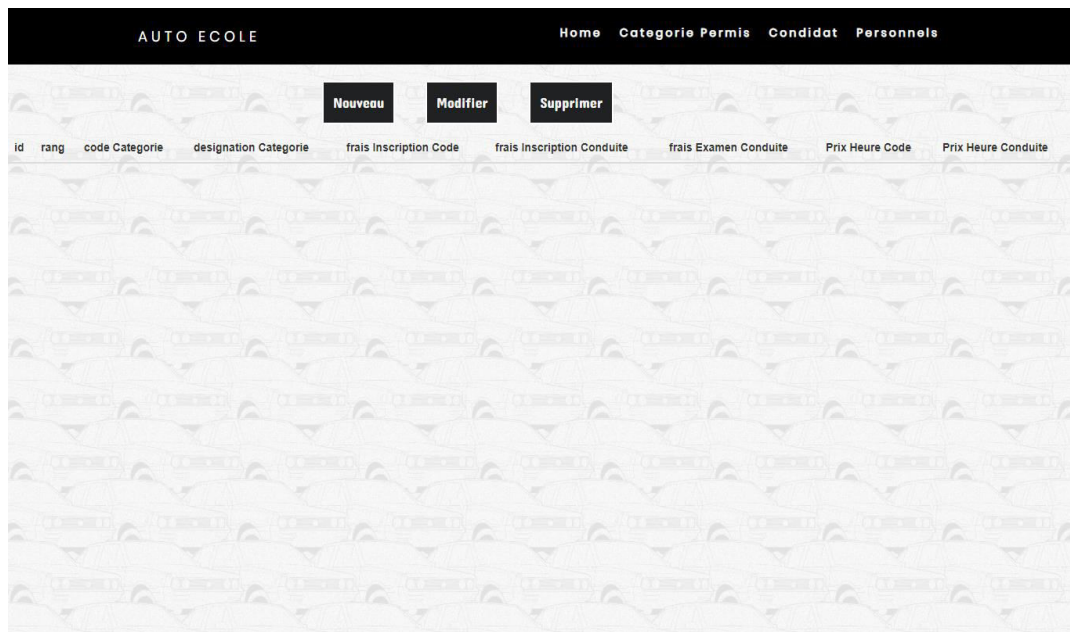 AUTO ECOLE Home Categorie Permis Condidat Personnels
Nouveau Modifier Supprimer
id rang code Categorie designation Categorie frais Inscription Code frais Inscription Conduite frais Examen Conduite Prix Heure Code Prix Heure Conduite